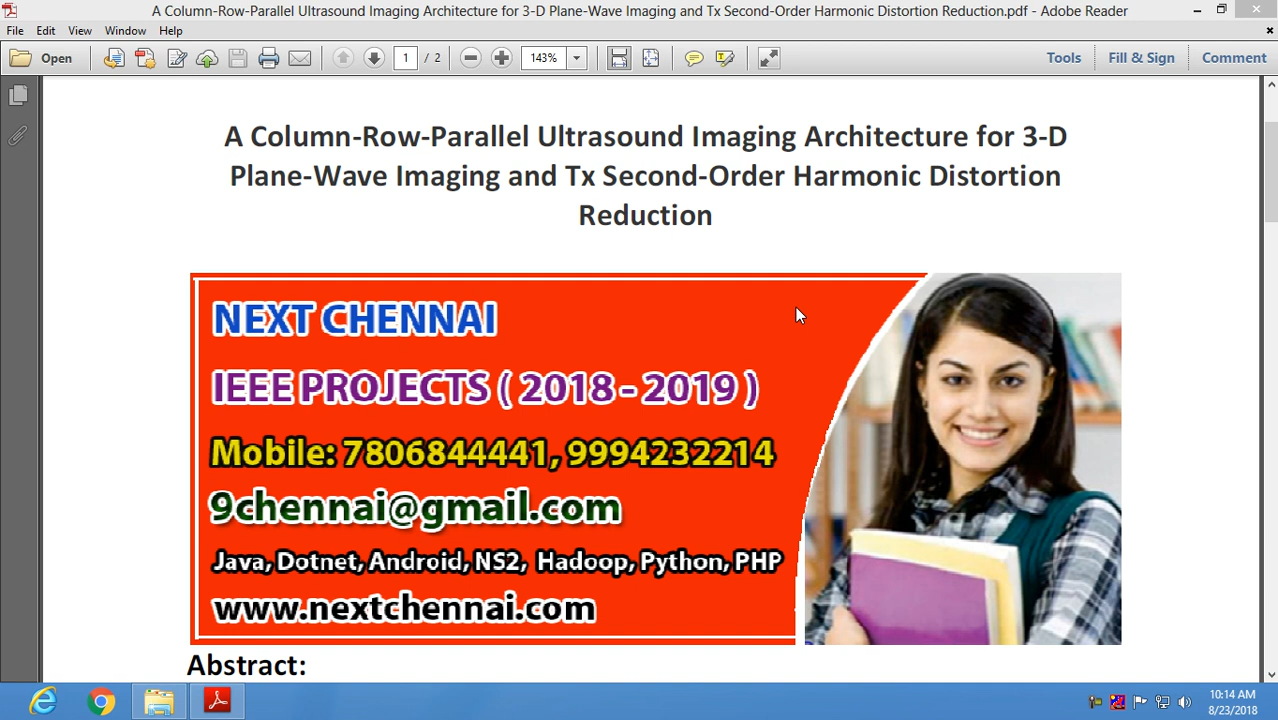 A Column-Row-Parallel Ultrasound Imaging Architecture for 3-D Plane-Wave Imaging and Tx Second-Order Harmonic Distortion Reduction.pdf - Adobe Reader
File Edit View Window Help
Open 1 / 2 143% Tools Fill & Sign Comment
A Column-Row-Parallel Ultrasound Imaging Architecture for 3-D
Plane-Wave Imaging and Tx Second-Order Harmonic Distortion
Reduction
NEXT CHENNAI
IEEE PROJECTS ( 2018 - 2019 )
Mobile: 7806844441, 9994232214
9chennai@gmail.com
Java, Dotnet, Android, NS2, Hadoop, Python, PHP
www.nextchennai.com
Abstract:
10:14 AM
8/23/2018